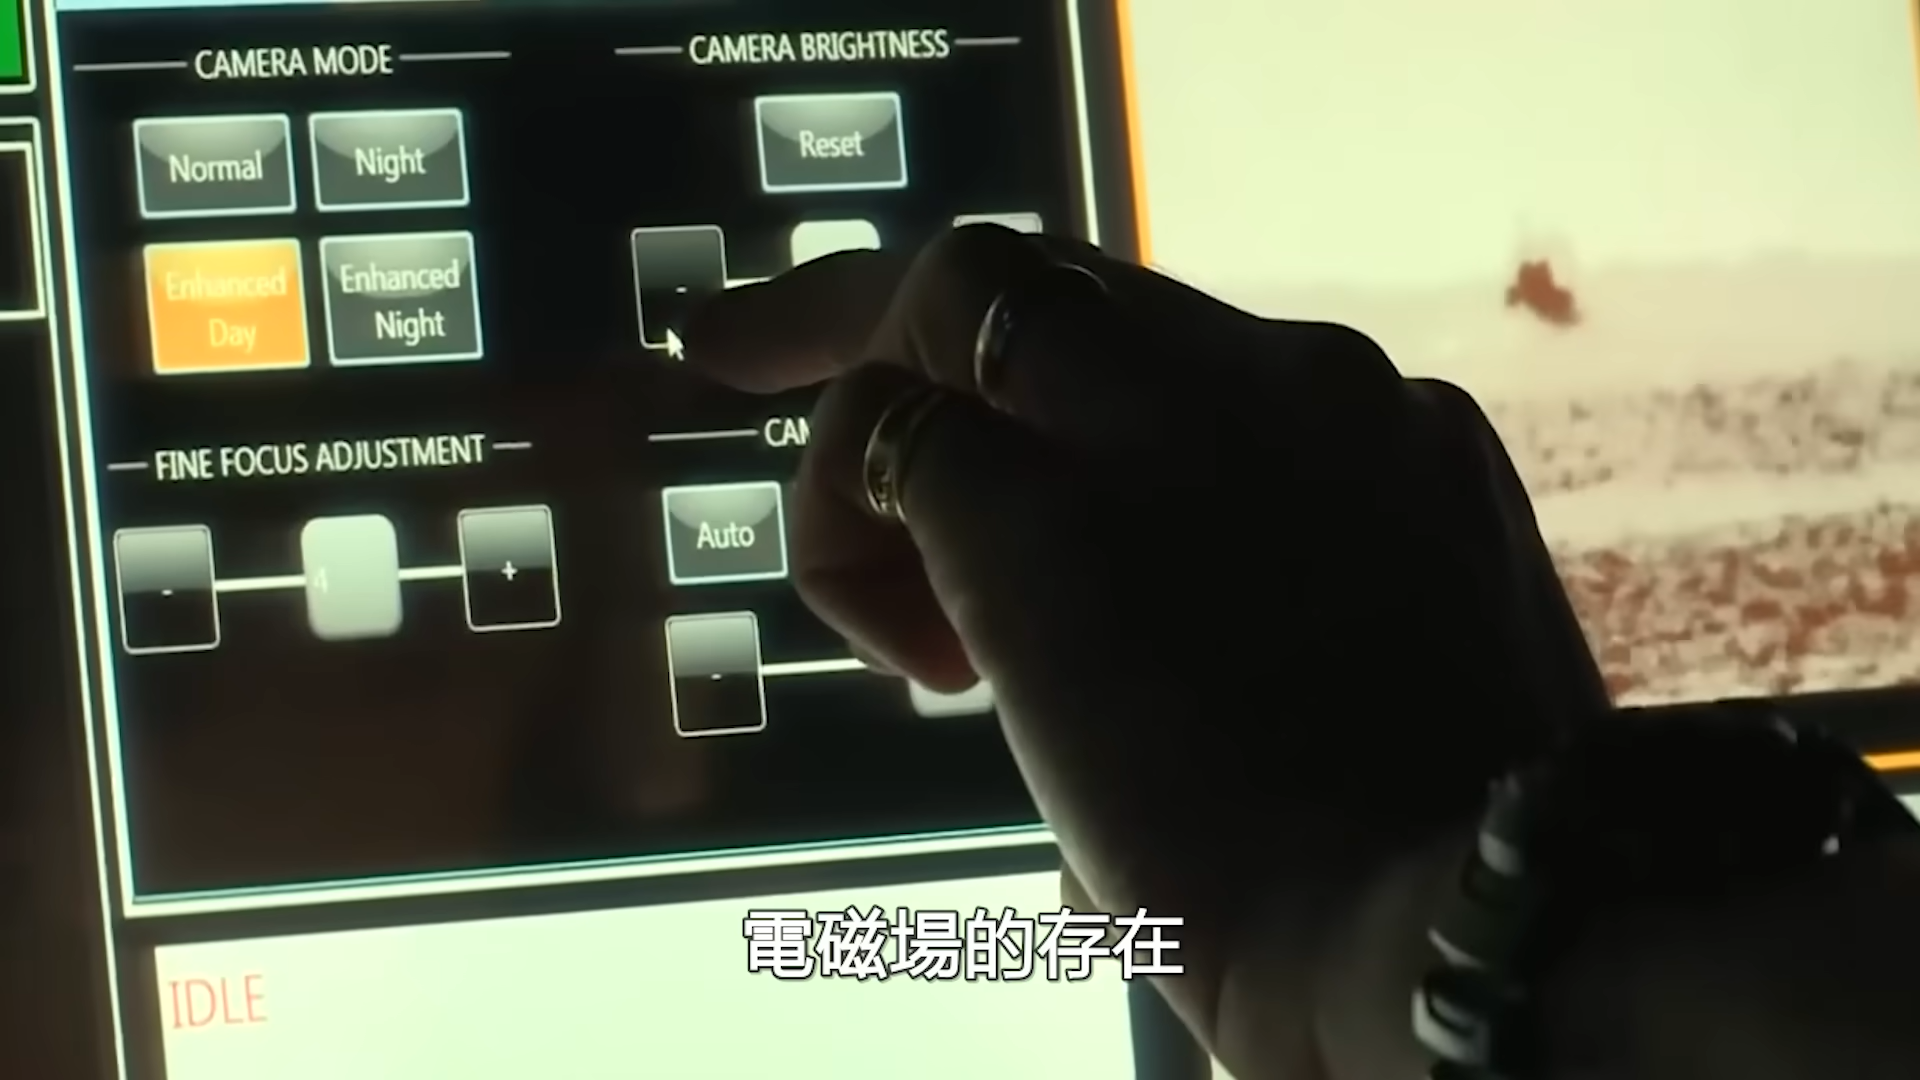 CAMERA MODE
CAMERA BRIGHTNESS
Normal
Night
Reset
Enhanced
Day
Enhanced
Night
-
FINE FOCUS ADJUSTMENT
Auto
-
4
+
-
電磁場的存在
IDLE